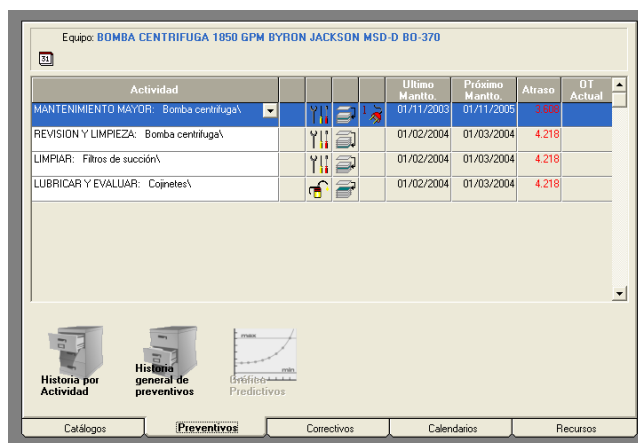 Equipo: BOMBA CENTRIFUGA 1850 GPM BYRON JACKSON MSD-D BO-370
31
Actividad Ultimo Mantto. Próximo Mantto. Atraso OT Actual
MANTENIMIENTO MAYOR: Bomba centrifuga\ 1 01/11/2003 01/11/2005 3.608
REVISION Y LIMPIEZA: Bomba centrifuga\ 01/02/2004 01/03/2004 4.218
LIMPIAR: Filtros de succión\ 01/02/2004 01/03/2004 4.218
LUBRICAR Y EVALUAR: Cojinetes\ 01/02/2004 01/03/2004 4.218
max
min
Historia por Actividad
Historia general de preventivos
Gráfico Predictivos
Catálogos Preventivos Correctivos Calendarios Recursos